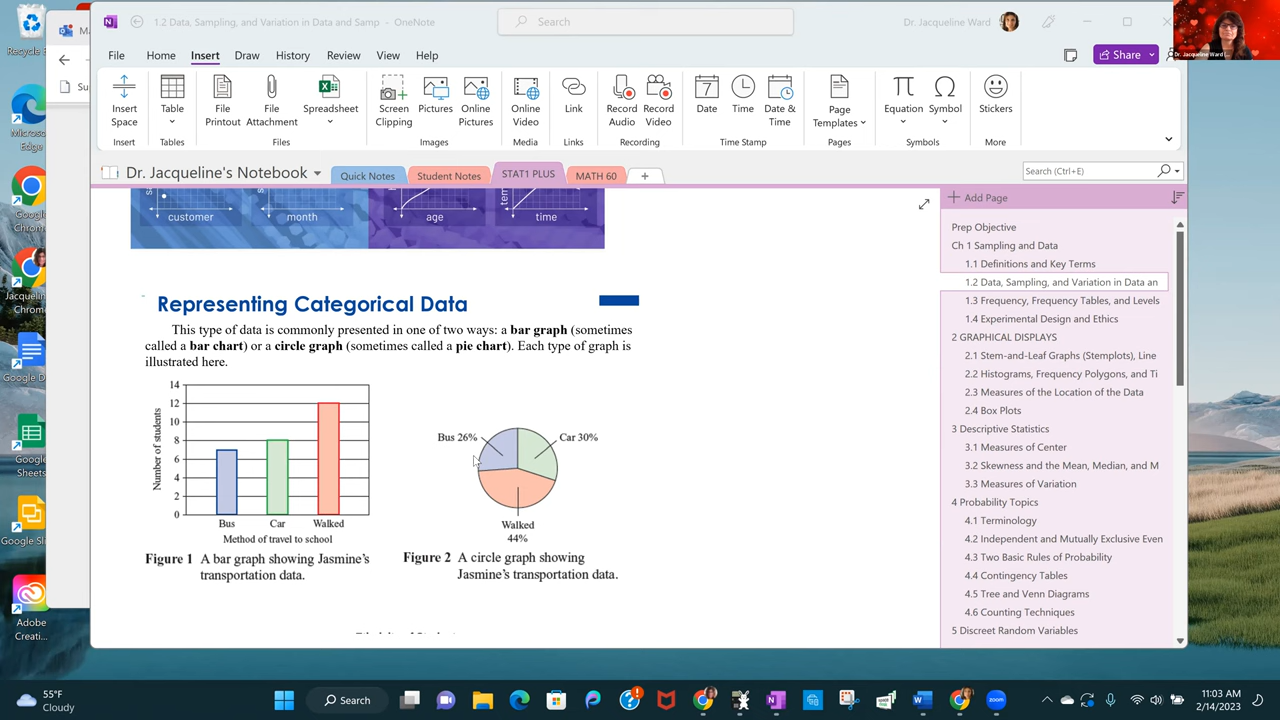 Recycle
1.2 Data, Sampling, and Variation in Data and Samp - OneNote
Search
Dr. Jacqueline Ward
Dr. Jacqueline Ward
File Home Insert Draw History Review View Help
Share
Insert Space
Table
File Printout
File Attachment
Spreadsheet
Screen Clipping
Pictures
Online Pictures
Online Video
Link
Record Audio
Record Video
Date
Time
Date & Time
Page Templates
Equation
Symbol
Stickers
Insert Tables Files Images Media Links Recording Time Stamp Pages Symbols More
Dr. Jacqueline's Notebook
Quick Notes
Student Notes
STAT1 PLUS
MATH 60
Search (Ctrl+E)
customer month age time
Representing Categorical Data
This type of data is commonly presented in one of two ways: a bar graph (sometimes
called a bar chart) or a circle graph (sometimes called a pie chart). Each type of graph is
illustrated here.
Number of students
14
12
10
8
6
4
2
0
Bus Car Walked
Method of travel to school
Figure 1 A bar graph showing Jasmine's
transportation data.
Bus 26%
Car 30%
Walked
44%
Figure 2 A circle graph showing
Jasmine's transportation data.
Add Page
Prep Objective
Ch 1 Sampling and Data
1.1 Definitions and Key Terms
1.2 Data, Sampling, and Variation in Data an
1.3 Frequency, Frequency Tables, and Levels
1.4 Experimental Design and Ethics
2 GRAPHICAL DISPLAYS
2.1 Stem-and-Leaf Graphs (Stemplots), Line
2.2 Histograms, Frequency Polygons, and Ti
2.3 Measures of the Location of the Data
2.4 Box Plots
3 Descriptive Statistics
3.1 Measures of Center
3.2 Skewness and the Mean, Median, and M
3.3 Measures of Variation
4 Probability Topics
4.1 Terminology
4.2 Independent and Mutually Exclusive Even
4.3 Two Basic Rules of Probability
4.4 Contingency Tables
4.5 Tree and Venn Diagrams
4.6 Counting Techniques
5 Discreet Random Variables
Edge
Adobe
Creati...
55°F
Cloudy
Search
11:03 AM
2/14/2023